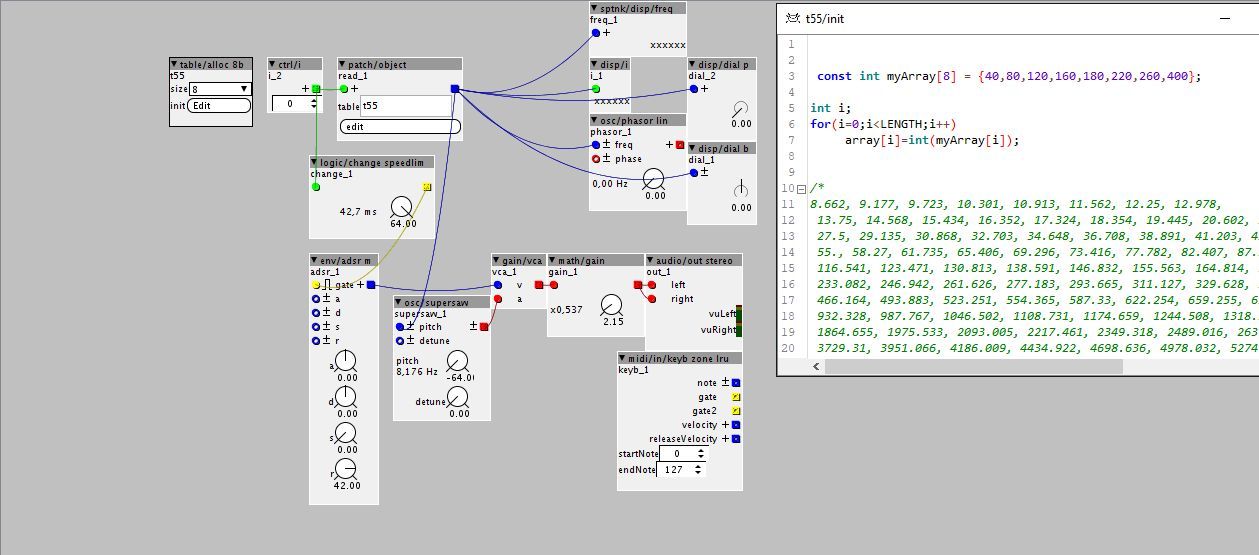 table/alloc 8b
t55
size 8
init Edit
ctrl/i
i_2
+
0
patch/object
read_1
+
table t55
edit
logic/change speedlim
change_1
42,7 ms
64.00
env/adsr m
adsr_1
gate +
± a
± d
± s
± r
a
0.00
d
0.00
s
0.00
r
42.00
osc/supersaw
supersaw_1
± pitch ±
± detune
pitch
8,176 Hz
-64.0
detune
0.00
gain/vca
vca_1
v
a
math/gain
gain_1
x0,537
2.15
audio/out stereo
out_1
left
right
vuLeft
vuRight
midi/in/keyb zone lru
keyb_1
note ±
gate
gate2
velocity +
releaseVelocity +
startNote 0
endNote 127
sptnk/disp/freq
freq_1
+
xxxxxx
disp/i
i_1
xxxxxx
osc/phasor lin
phasor_1
± freq +
± phase
0,00 Hz
0.00
disp/dial p
dial_2
+
0.00
disp/dial b
dial_1
±
0.00
t55/init
1
2
3 const int myArray[8] = {40,80,120,160,180,220,260,400};
4
5 int i;
6 for(i=0;i<LENGTH;i++)
7 array[i]=int(myArray[i]);
8
9
10 /*
11 8.662, 9.177, 9.723, 10.301, 10.913, 11.562, 12.25, 12.978,
12 13.75, 14.568, 15.434, 16.352, 17.324, 18.354, 19.445, 20.602,
13 27.5, 29.135, 30.868, 32.703, 34.648, 36.708, 38.891, 41.203,
14 55., 58.27, 61.735, 65.406, 69.296, 73.416, 77.782, 82.407, 87.
15 116.541, 123.471, 130.813, 138.591, 146.832, 155.563, 164.814,
16 233.082, 246.942, 261.626, 277.183, 293.665, 311.127, 329.628,
17 466.164, 493.883, 523.251, 554.365, 587.33, 622.254, 659.255, 6
18 932.328, 987.767, 1046.502, 1108.731, 1174.659, 1244.508, 1318.
19 1864.655, 1975.533, 2093.005, 2217.461, 2349.318, 2489.016, 263
20 3729.31, 3951.066, 4186.009, 4434.922, 4698.636, 4978.032, 5274